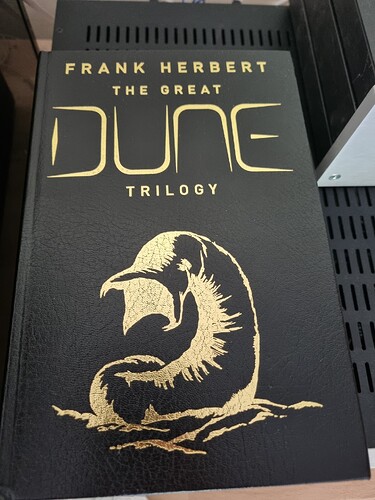 FRANK HERBERT
THE GREAT
DUNE
TRILOGY